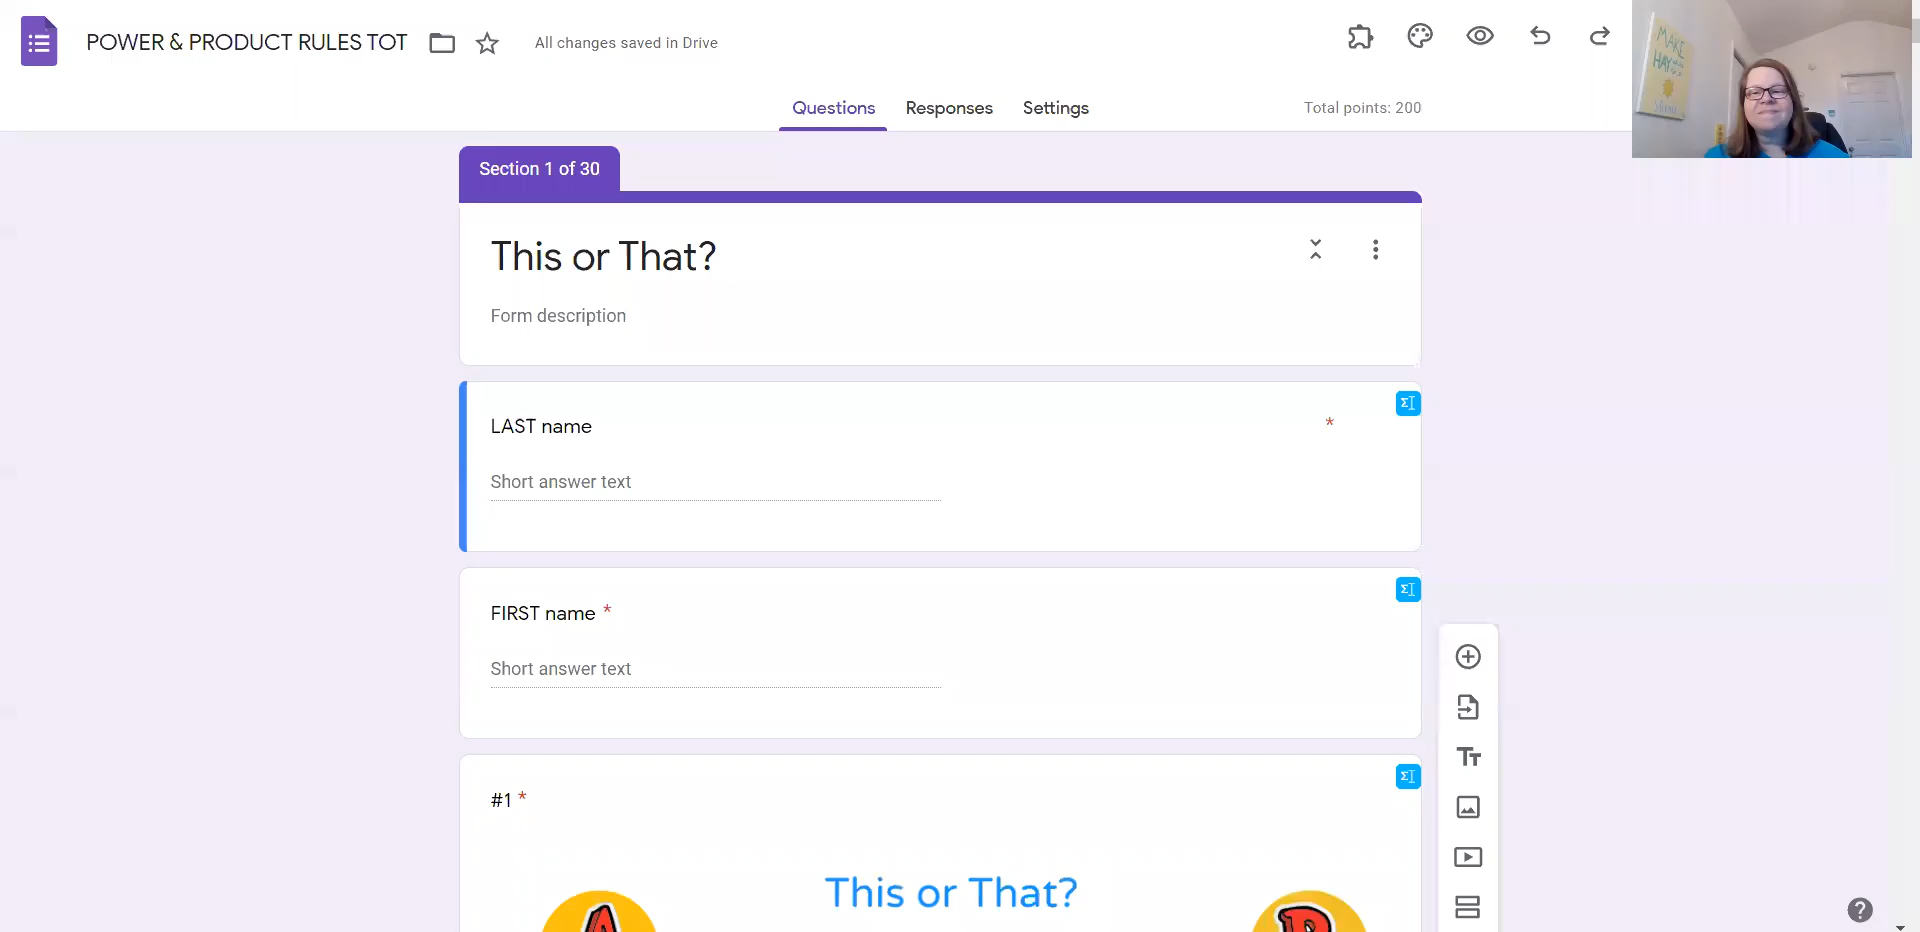 POWER & PRODUCT RULES TOT
All changes saved in Drive
Questions
Responses
Settings
Total points: 200
MAKE
HAY
Section 1 of 30
This or That?
Form description
LAST name *
Short answer text
FIRST name *
Short answer text
#1 *
This or That?
A
B